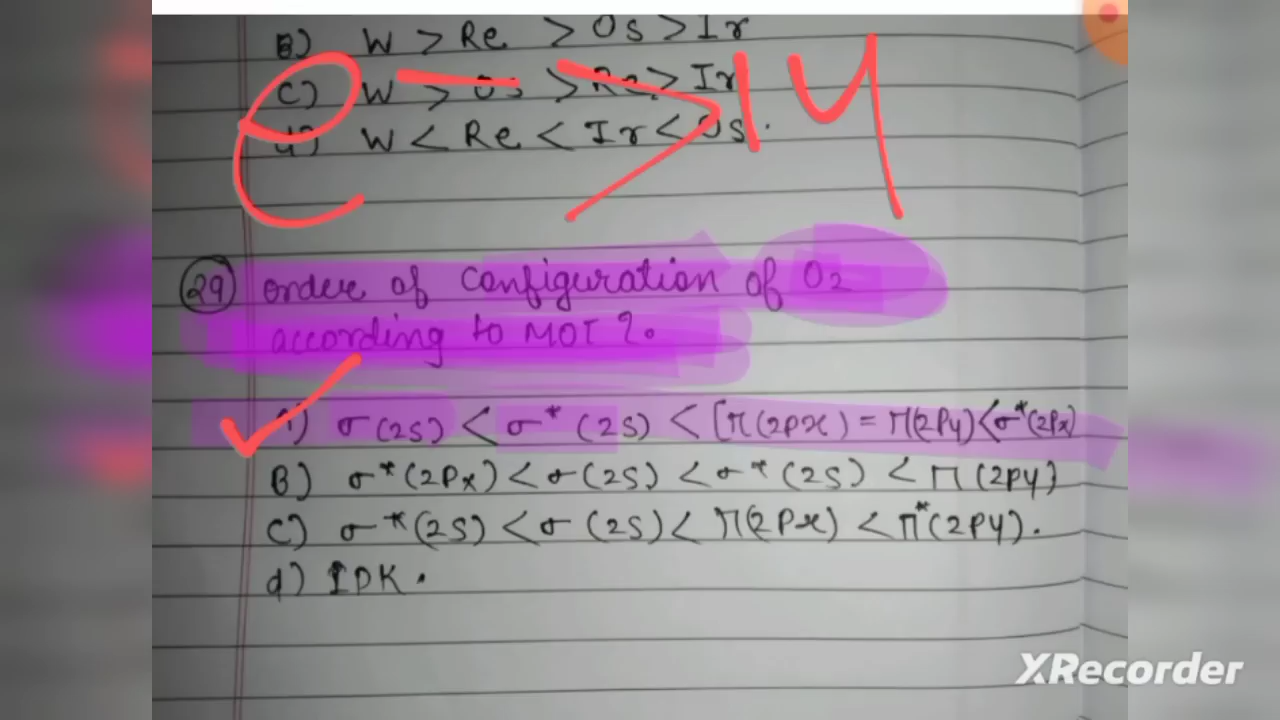 B) W > Re > Os > Ir
C) W > Os > Re > Ir
d) W < Re < Ir < Os.
14
29 order of configuration of O2
according to MOT ?.
A) σ(2S) < σ* (2S) < [π(2Px) = π(2Py) < σ*(2Px)
B) σ*(2Px) < σ(2S) < σ*(2S) < π(2Py)
C) σ*(2S) < σ(2S) < π(2Px) < π*(2Py).
d) IDK.
XRecorder